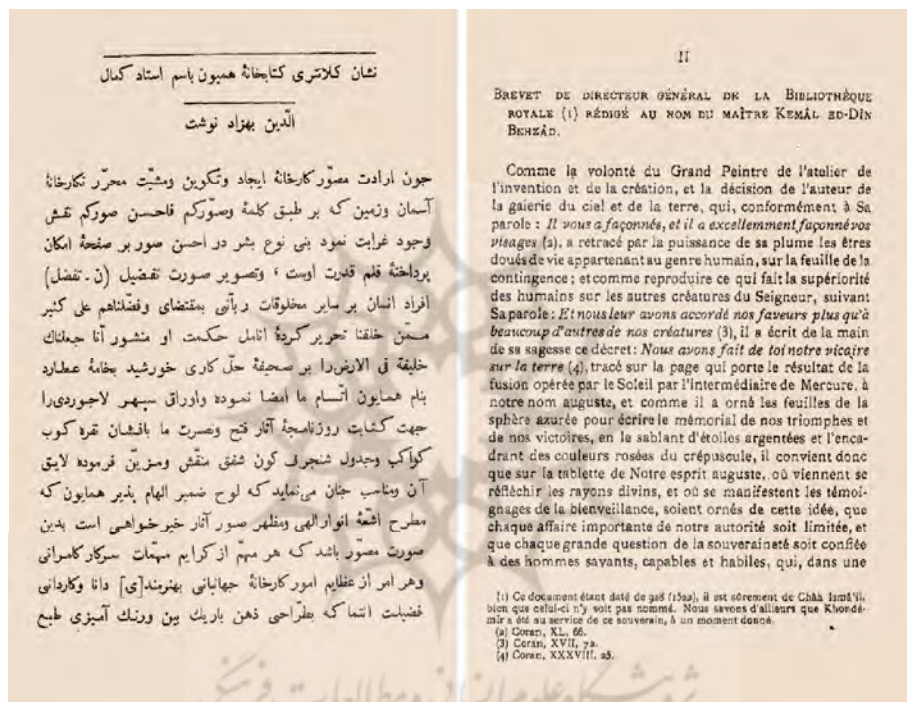 نشان کلانتری کتابخانهٔ همیون باسم استاد کمال
الدّین بهزاد نوشت
جون ارادت مصوّر کارخانهٔ ایجاد وتکوین ومشیّت محرّر نکارخانهٔ
آسمان وزمین که بر طبق کلمهٔ وصوّرکم فاحسن صورکم نقش
وجود غرابت نمود بنی نوع بشر در احسن صور بر صفحهٔ امکان
پرداختهٔ قلم قدرت اوست ، وتصویر صورت تفضیل (ن . تفضل)
افراد انسان بر سایر مخلوقات ربآنی بمقتضای وفضّلناهم علی کثیر
ممّن خلقنا تحریر کردهٔ انامل حکمت او منشور آنا جعلناك
خلیفة فی الارض را بر صحیفهٔ حلّ کاری خورشید بخامهٔ عطارد
بنام همایون اتّسام ما امضا نموده واوراق سپهر لاجوردی را
جهت کتابت روزنامجهٔ آثار فتح ونصرت ما بافشان نقره کوب
کواکب وجدول شنجرف کون شفق منقّش ومزیّن فرموده لایق
آن ومناسب جنان می نماید که لوح ضمیر الهام پذیر همایون که
مطرح اشعّهٔ انوار الهی ومظهر صور آثار خیر خواهی است بدین
صورت مصوّر باشد که هر مهمّ از کرایم مهمّات سرکار کامرانی
وهر امر از عظایم امور کارخانهٔ جهانبانی بهنرمند[ی] دانا وکاردانی
فضیلت انتما که بطرّاحی ذهن باریك بین ورنك آمیزی طبع
II
BREVET DE DIRECTEUR GÉNÉRAL DE LA BIBLIOTHÈQUE
ROYALE (1) RÉDIGÉ AU NOM DU MAÎTRE KEMÂL ED-DÎN
BEHZÂD.
Comme la volonté du Grand Peintre de l'atelier de
l'invention et de la création, et la décision de l'auteur de
la galerie du ciel et de la terre, qui, conformément à Sa
parole : Il vous a façonnés, et il a excellemment façonné vos
visages (2), a retracé par la puissance de sa plume les êtres
doués de vie appartenant au genre humain, sur la feuille de la
contingence ; et comme reproduire ce qui fait la supériorité
des humains sur les autres créatures du Seigneur, suivant
Sa parole : Et nous leur avons accordé nos faveurs plus qu'à
beaucoup d'autres de nos créatures (3), il a écrit de la main
de sa sagesse ce décret : Nous avons fait de toi notre vicaire
sur la terre (4), tracé sur la page qui porte le résultat de la
fusion opérée par le Soleil par l'intermédiaire de Mercure, à
notre nom auguste, et comme il a orné les feuilles de la
sphère azurée pour écrire le mémorial de nos triomphes et
de nos victoires, en le sablant d'étoiles argentées et l'enca-
drant des couleurs rosées du crépuscule, il convient donc
que sur la tablette de Notre esprit auguste, où viennent se
réfléchir les rayons divins, et où se manifestent les témoi-
gnages de la bienveillance, soient ornés de cette idée, que
chaque affaire importante de notre autorité soit limitée, et
que chaque grande question de la souveraineté soit confiée
à des hommes savants, capables et habiles, qui, dans une
(1) Ce document étant daté de 928 (1522), il est sûrement de Châh Ismâ'îl,
bien que celui-ci n'y soit pas nommé. Nous savons d'ailleurs que Khondé-
mîr a été au service de ce souverain, à un moment donné.
(2) Coran, XL, 66.
(3) Coran, XVII, 72.
(4) Coran, XXXVIII, 25.